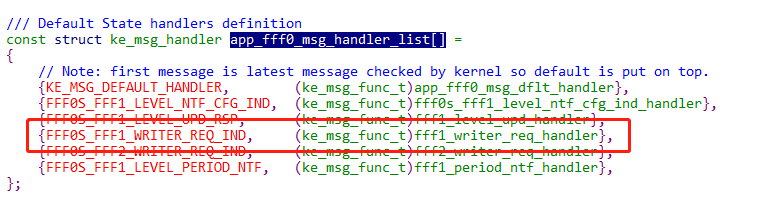 /// Default State handlers definition
const struct ke_msg_handler app_fff0_msg_handler_list[] =
{
// Note: first message is latest message checked by kernel so default is put on top.
{KE_MSG_DEFAULT_HANDLER, (ke_msg_func_t)app_fff0_msg_dflt_handler},
{FFF0S_FFF1_LEVEL_NTF_CFG_IND, (ke_msg_func_t)fff0s_fff1_level_ntf_cfg_ind_handler},
{FFF0S_FFF1_LEVEL_UPD_RSP, (ke_msg_func_t)fff1_level_upd_handler},
{FFF0S_FFF1_WRITER_REQ_IND, (ke_msg_func_t)fff1_writer_req_handler},
{FFF0S_FFF2_WRITER_REQ_IND, (ke_msg_func_t)fff2_writer_req_handler},
{FFF0S_FFF1_LEVEL_PERIOD_NTF, (ke_msg_func_t)fff1_period_ntf_handler},
};